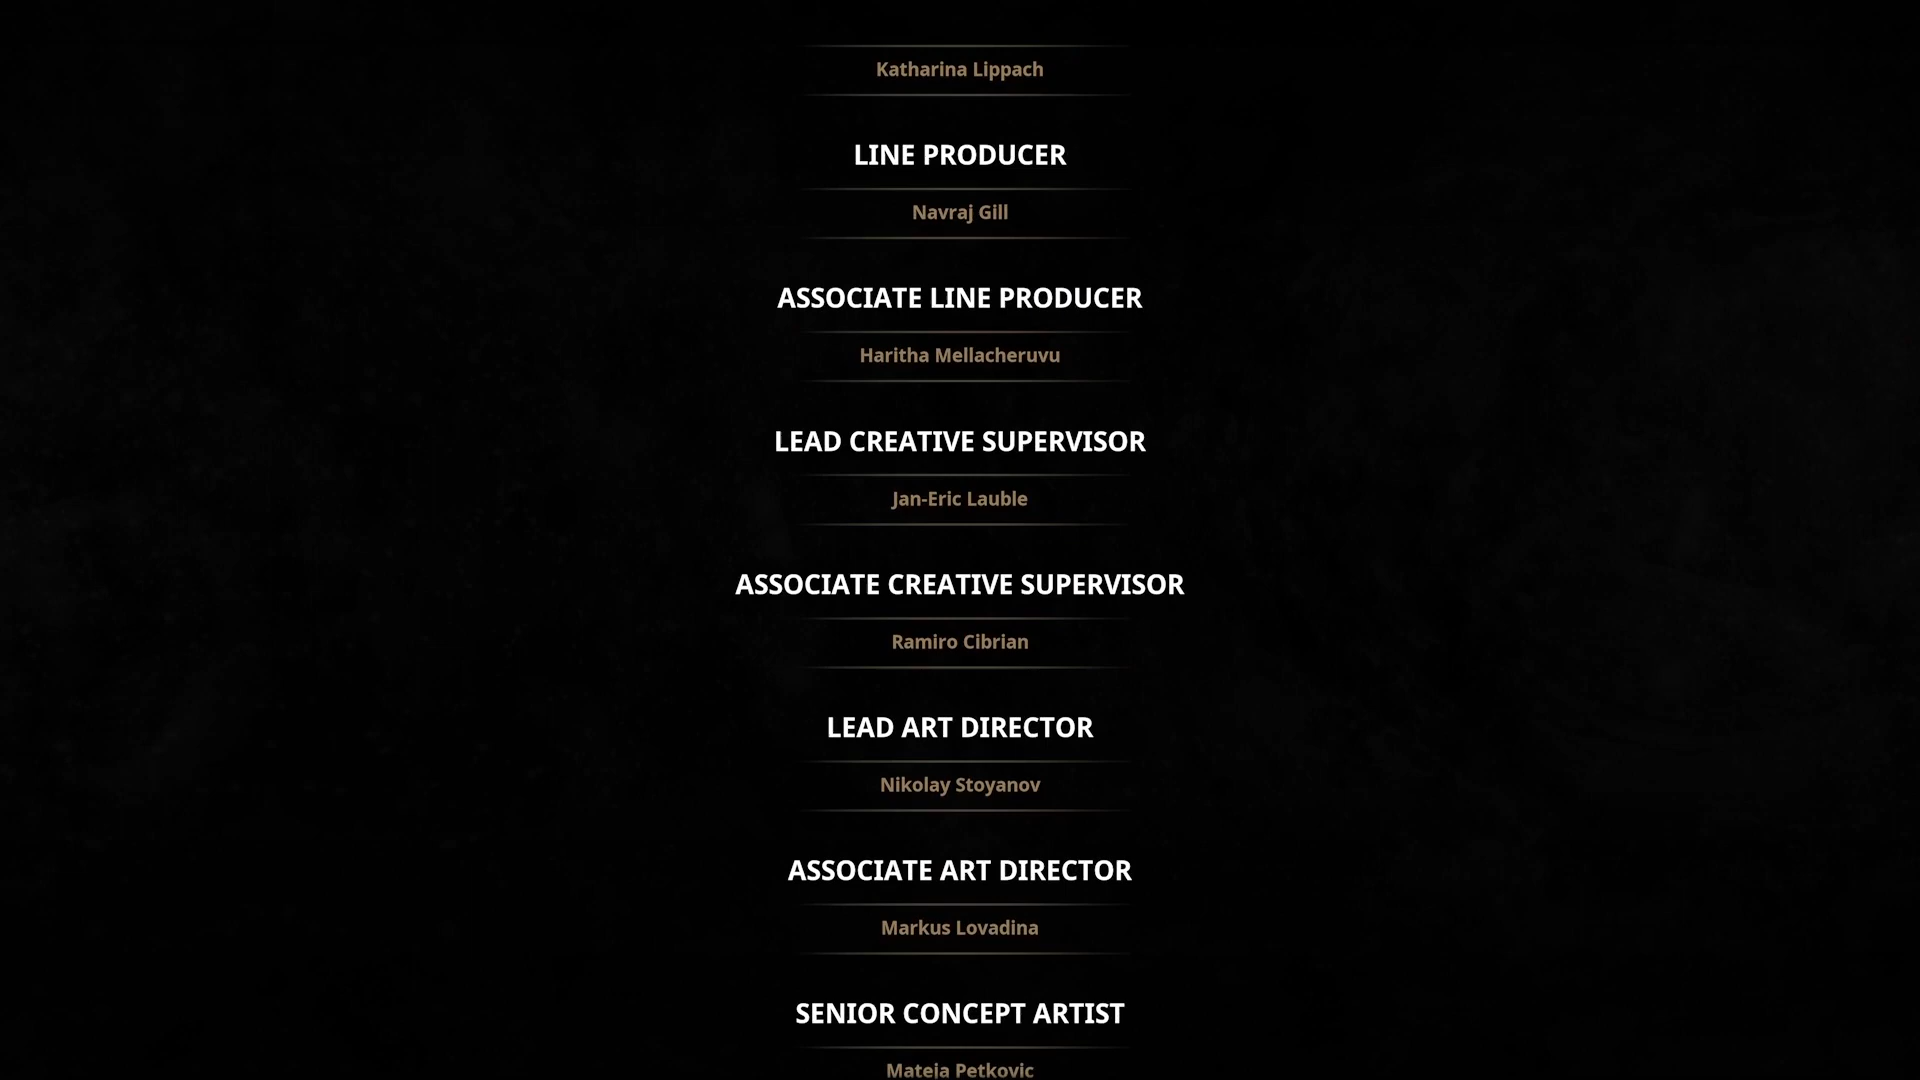 Katharina Lippach
LINE PRODUCER
Navraj Gill
ASSOCIATE LINE PRODUCER
Haritha Mellacheruvu
LEAD CREATIVE SUPERVISOR
Jan-Eric Lauble
ASSOCIATE CREATIVE SUPERVISOR
Ramiro Cibrian
LEAD ART DIRECTOR
Nikolay Stoyanov
ASSOCIATE ART DIRECTOR
Markus Lovadina
SENIOR CONCEPT ARTIST
Mateja Petkovic